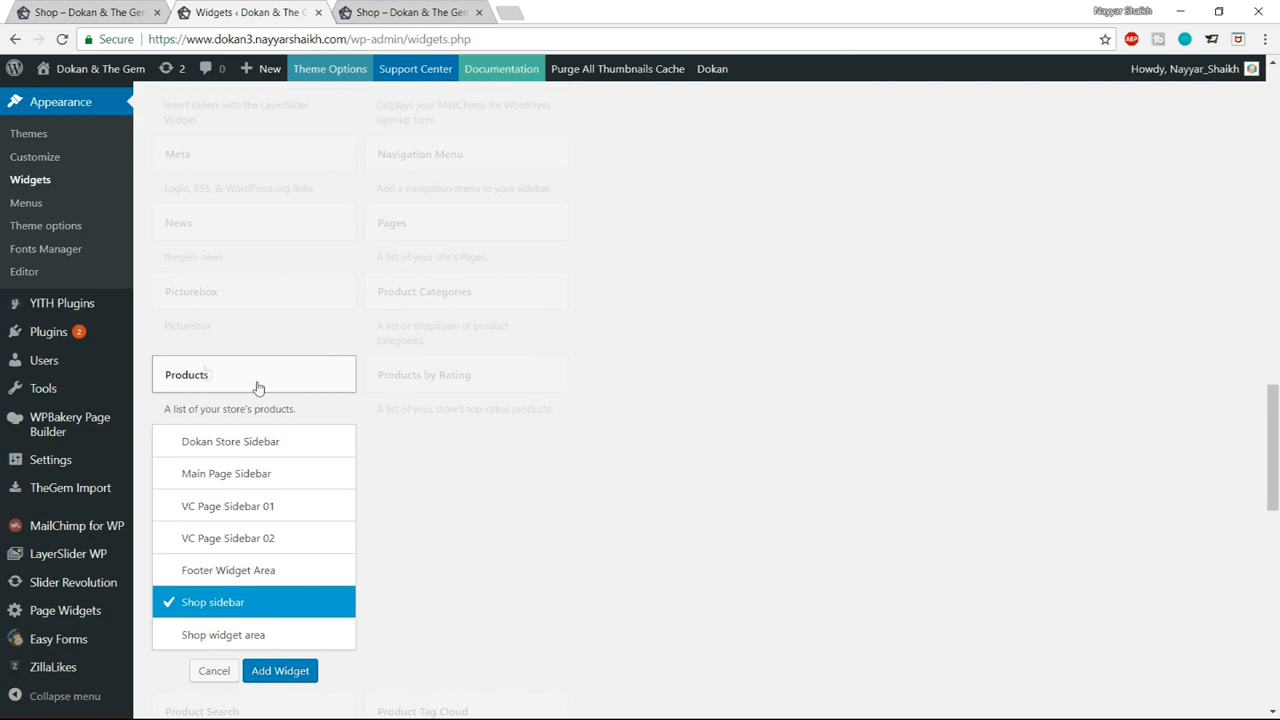 Shop – Dokan & The Gem
Widgets ‹ Dokan & The G
Shop – Dokan & The Gem
Nayyar Shaikh
Secure
https://www.dokan3.nayyarshaikh.com/wp-admin/widgets.php
ABP
Dokan & The Gem
2
0
New
Theme Options
Support Center
Documentation
Purge All Thumbnails Cache
Dokan
Howdy, Nayyar_Shaikh
Appearance
Themes
Customize
Widgets
Menus
Theme options
Fonts Manager
Editor
YITH Plugins
Plugins 2
Users
Tools
WPBakery Page
Builder
Settings
TheGem Import
MailChimp for WP
LayerSlider WP
Slider Revolution
Page Widgets
Easy Forms
ZillaLikes
Collapse menu
Insert sliders with the LayerSlider
Widget
Displays your MailChimp for WordPress
sign-up form
Meta
Navigation Menu
Login, RSS, & WordPress.org links.
Add a navigation menu to your sidebar.
News
Pages
thegem news
A list of your site's Pages.
Picturebox
Product Categories
Picturebox
A list or dropdown of product
categories.
Products
Products by Rating
A list of your store's products.
A list of your store's top-rated products.
Dokan Store Sidebar
Main Page Sidebar
VC Page Sidebar 01
VC Page Sidebar 02
Footer Widget Area
Shop sidebar
Shop widget area
Cancel
Add Widget
Product Search
Product Tag Cloud